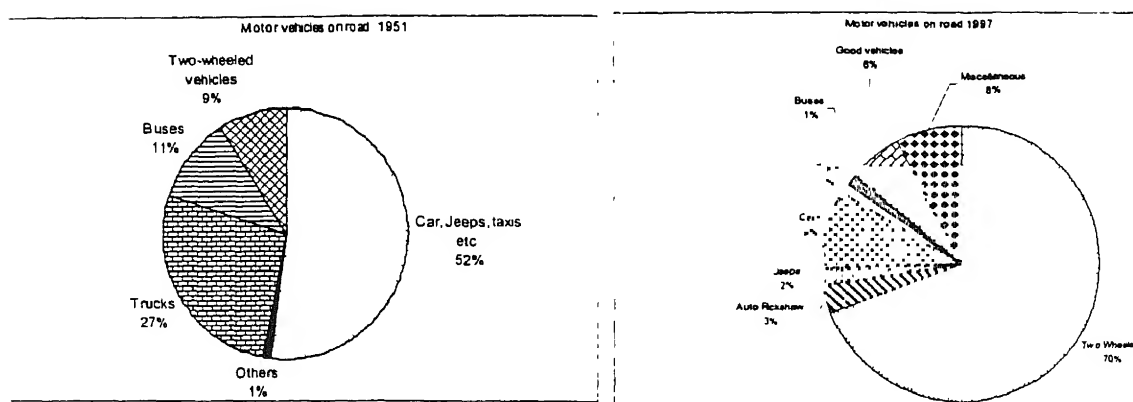 Motor vehicles on road 1951
Two-wheeled
vehicles
9%
Buses
11%
Car, Jeeps, taxis
etc
52%
Trucks
27%
Others
1%
Motor vehicles on road 1997
Good vehicles
6%
Miscellaneous
8%
Buses
1%
Jeeps
2%
Auto Rickshaw
3%
Two
70%